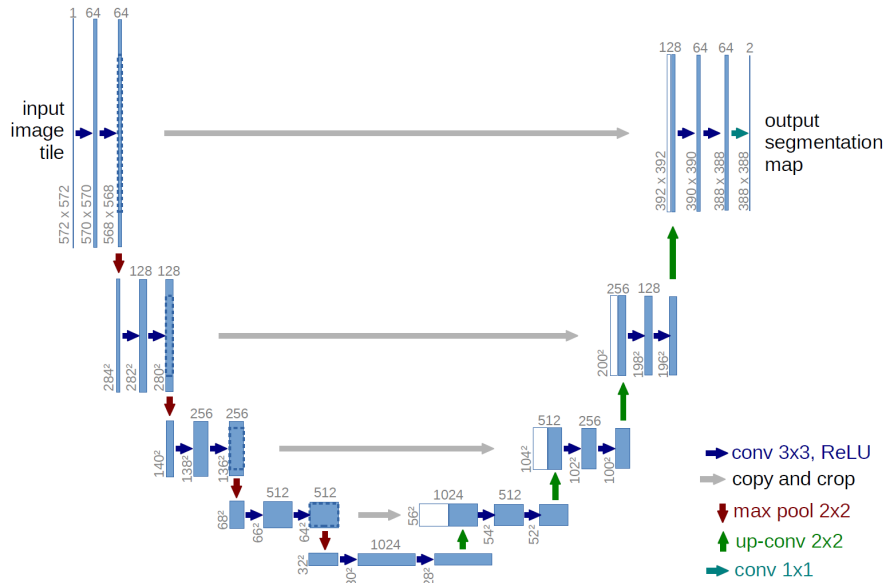 1 64 64
input
image
tile
572 x 572
570 x 570
568 x 568
128 64 64 2
output
segmentation
map
392 x 392
390 x 390
388 x 388
388 x 388
128 128
284²
282²
280²
256 128
200²
198²
196²
256 256
140²
138²
136²
512 256
104²
102²
100²
512 512
68²
66²
64²
1024 512
56²
54²
52²
1024
32²
30²
28²
conv 3x3, ReLU
copy and crop
max pool 2x2
up-conv 2x2
conv 1x1